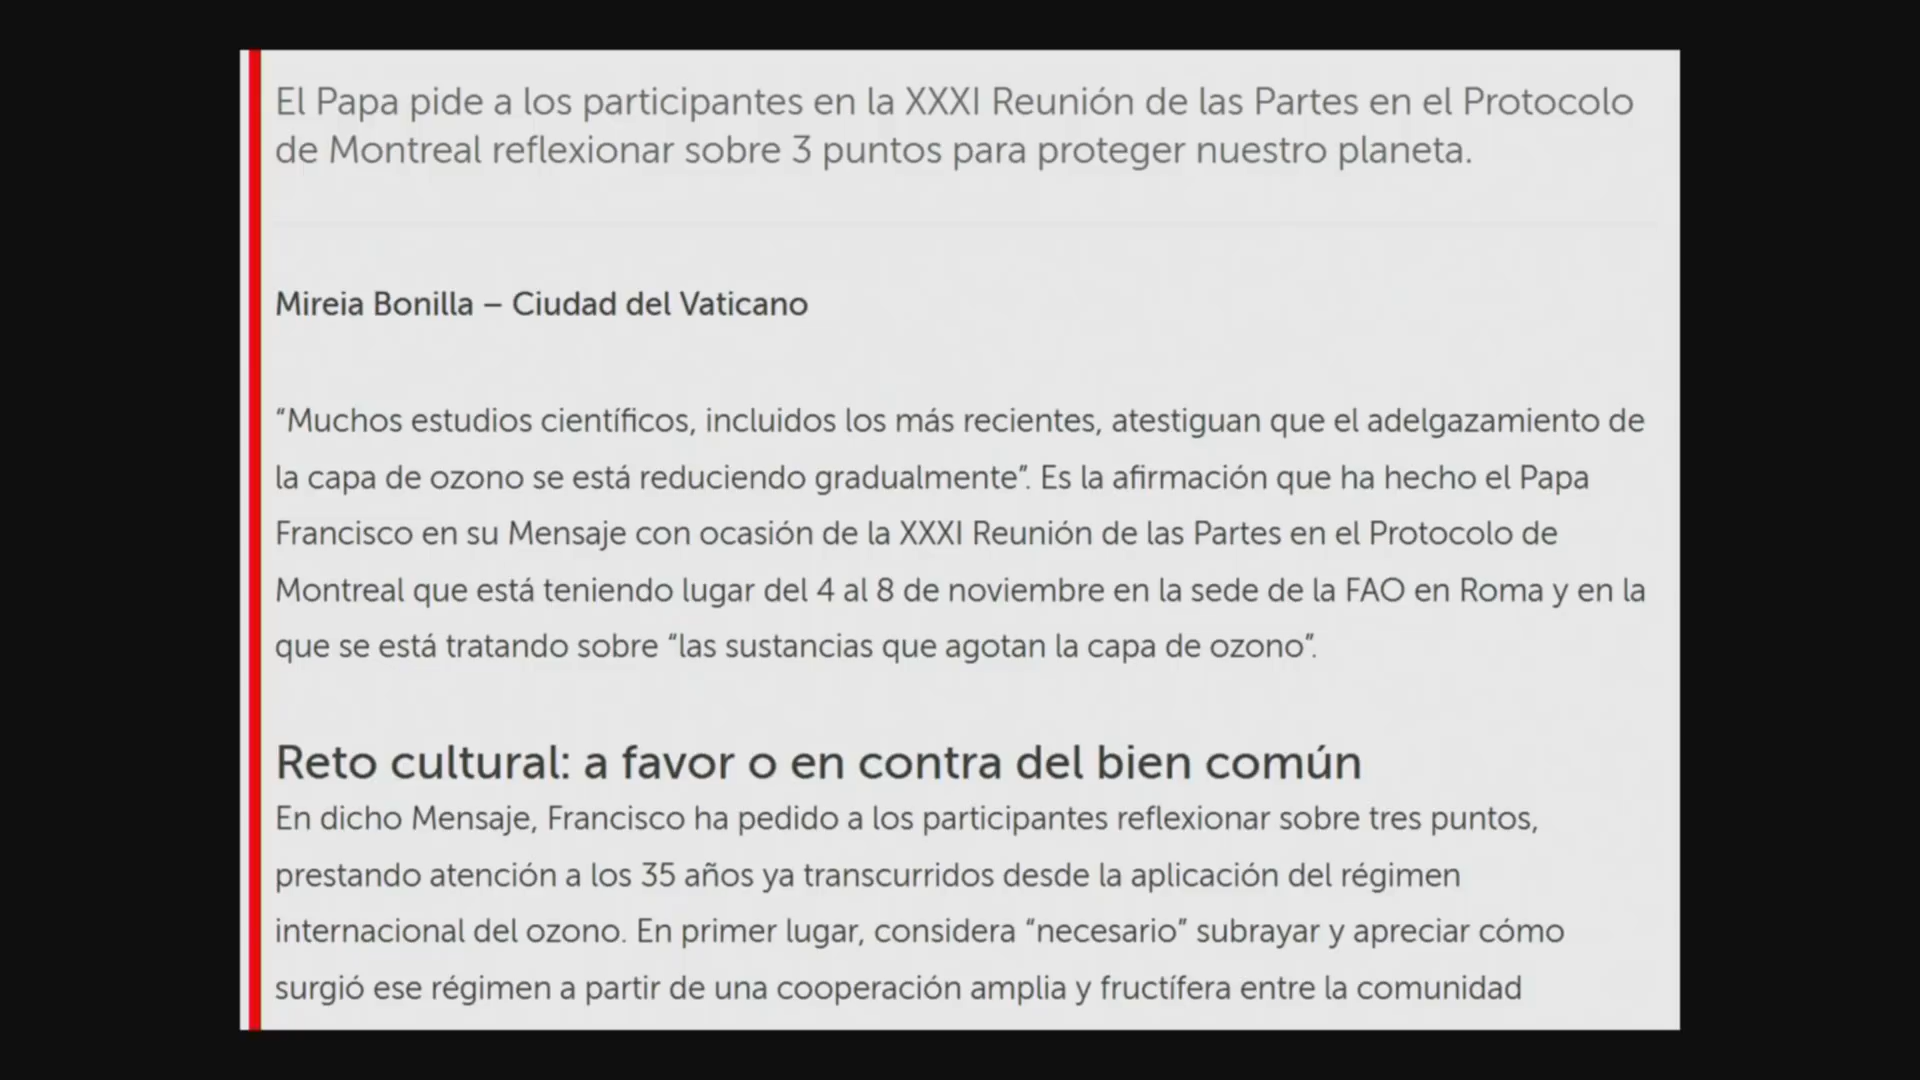 El Papa pide a los participantes en la XXXI Reunión de las Partes en el Protocolo
de Montreal reflexionar sobre 3 puntos para proteger nuestro planeta.
Mireia Bonilla – Ciudad del Vaticano
“Muchos estudios científicos, incluidos los más recientes, atestiguan que el adelgazamiento de
la capa de ozono se está reduciendo gradualmente”. Es la afirmación que ha hecho el Papa
Francisco en su Mensaje con ocasión de la XXXI Reunión de las Partes en el Protocolo de
Montreal que está teniendo lugar del 4 al 8 de noviembre en la sede de la FAO en Roma y en la
que se está tratando sobre “las sustancias que agotan la capa de ozono”.
Reto cultural: a favor o en contra del bien común
En dicho Mensaje, Francisco ha pedido a los participantes reflexionar sobre tres puntos,
prestando atención a los 35 años ya transcurridos desde la aplicación del régimen
internacional del ozono. En primer lugar, considera “necesario” subrayar y apreciar cómo
surgió ese régimen a partir de una cooperación amplia y fructífera entre la comunidad